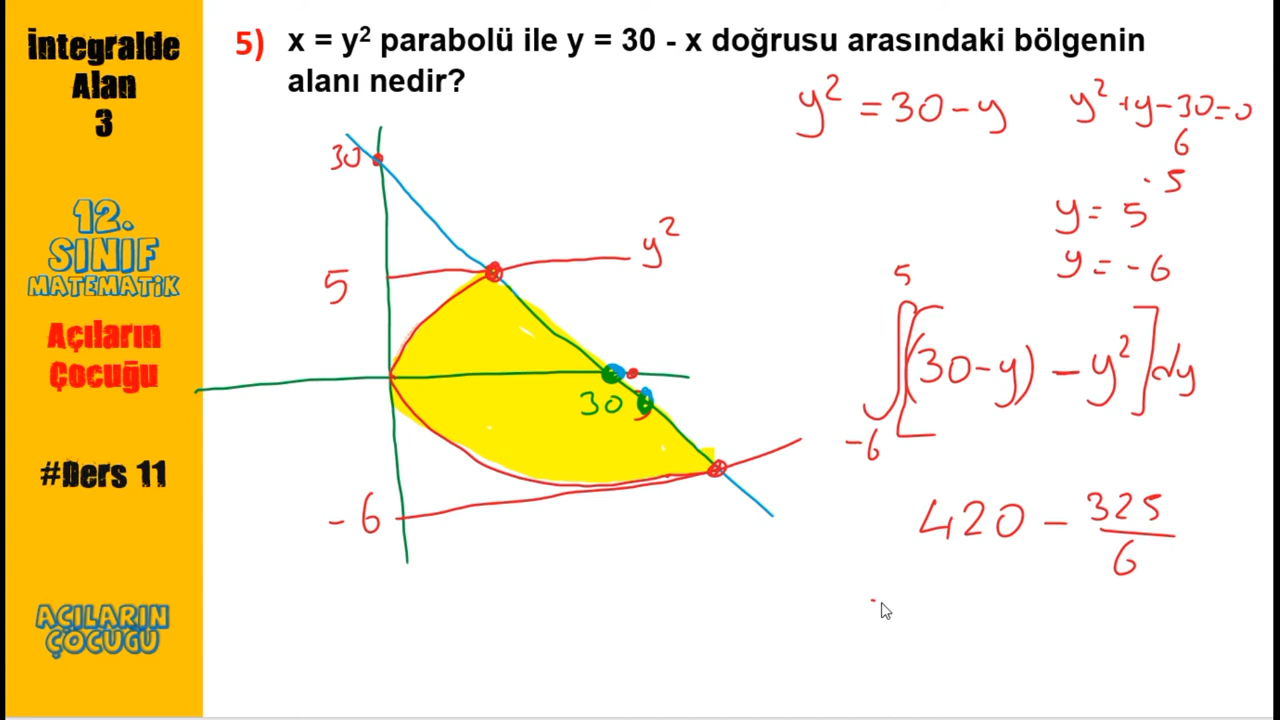 İntegralde
Alan
3
12.
SINIF
MATEMATİK
Açıların
Çocuğu
#Ders 11
AÇILARIN
ÇOCUĞU
5) x = y² parabolü ile y = 30 - x doğrusu arasındaki bölgenin
alanı nedir?
y² = 30 - y
y² + y - 30 = 0
6
-5
y = 5
y = -6
30
y²
5
30
-6
5
∫[(30 - y) - y²]dy
-6
420 - 325/6